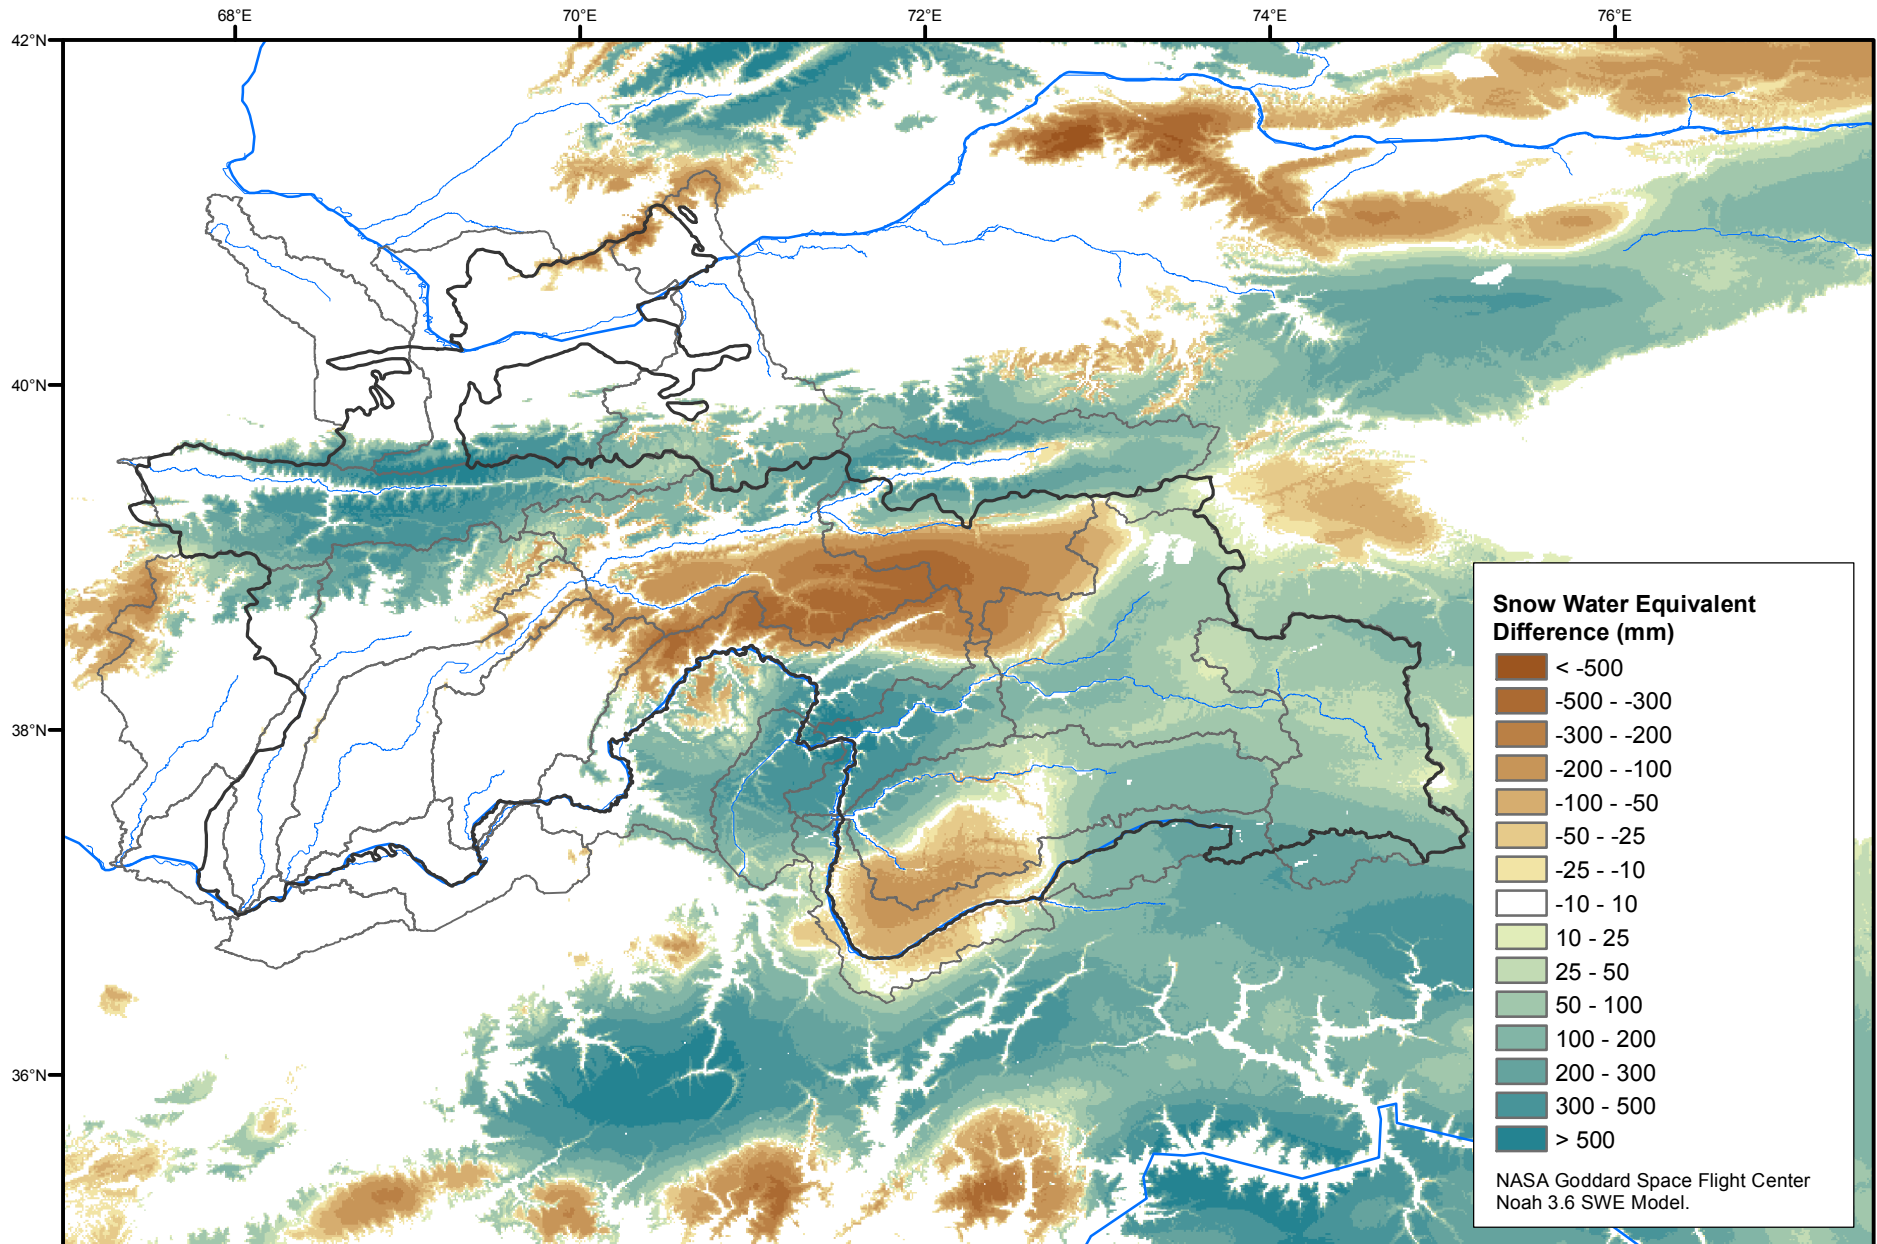 68°E
70°E
72°E
74°E
76°E
42°N
40°N
38°N
36°N
Snow Water Equivalent
Difference (mm)
< -500
-500 - -300
-300 - -200
-200 - -100
-100 - -50
-50 - -25
-25 - -10
-10 - 10
10 - 25
25 - 50
50 - 100
100 - 200
200 - 300
300 - 500
> 500
NASA Goddard Space Flight Center
Noah 3.6 SWE Model.